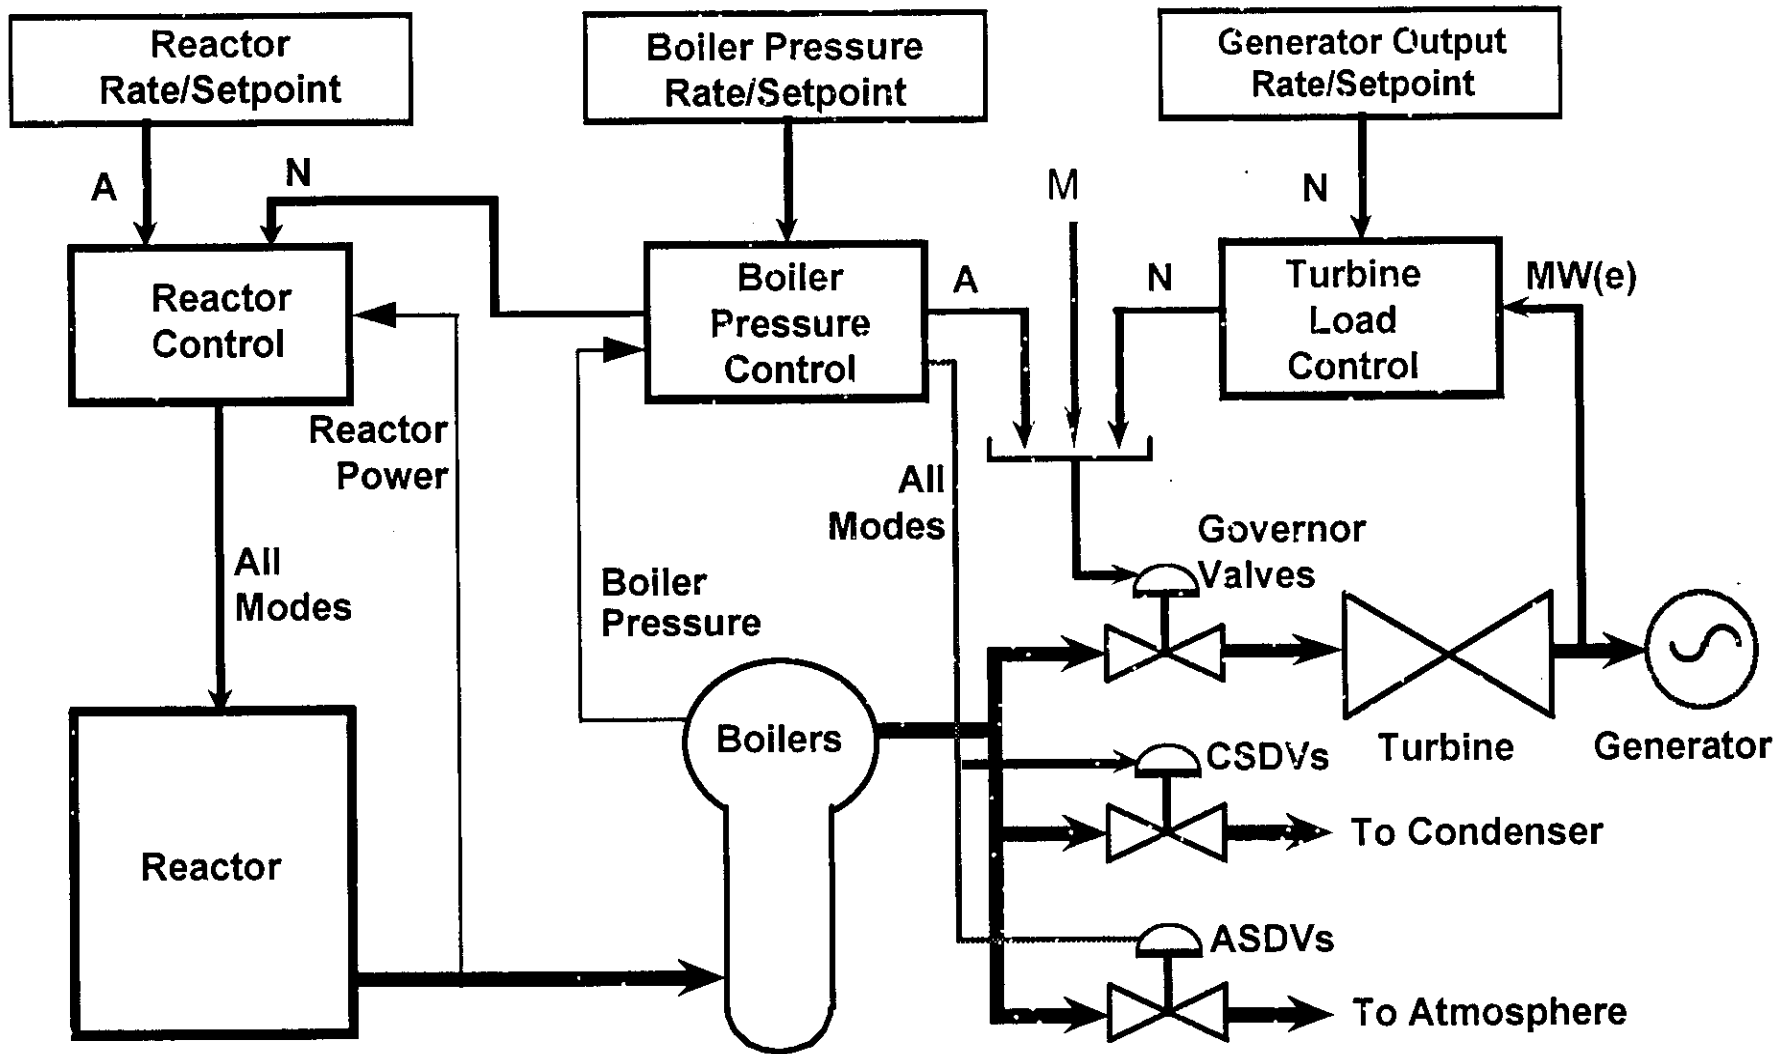 Reactor
Rate/Setpoint
Boiler Pressure
Rate/Setpoint
Generator Output
Rate/Setpoint
A
N
M
N
Reactor
Control
Boiler
Pressure
Control
A
N
Turbine
Load
Control
MW(e)
Reactor
Power
All
Modes
Governor
Valves
All
Modes
Boiler
Pressure
Boilers
CSDVs
Turbine
Generator
To Condenser
Reactor
ASDVs
To Atmosphere